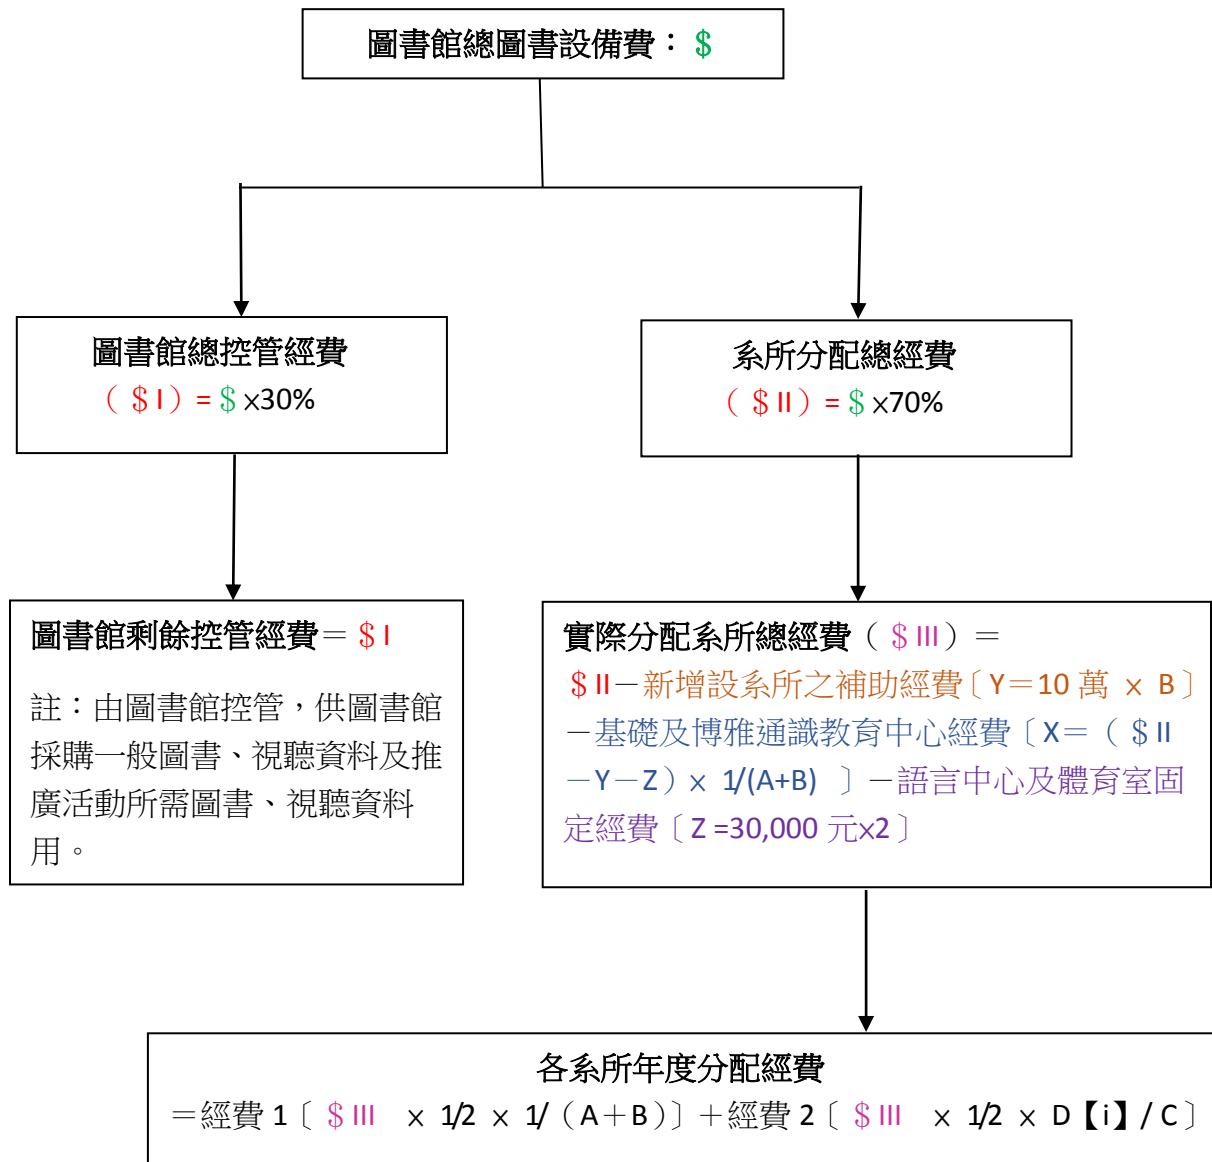 圖書館總圖書設備費：＄
圖書館總控管經費
（＄I）=＄x30%
系所分配總經費
（＄II）=＄x70%
圖書館剩餘控管經費＝＄I
註：由圖書館控管，供圖書館
採購一般圖書、視聽資料及推
廣活動所需圖書、視聽資料
用。
實際分配系所總經費（＄III）＝
＄II－新增設系所之補助經費〔Y＝10 萬 x B〕
－基礎及博雅通識教育中心經費〔X＝（＄II
－Y－Z）x 1/(A+B) 〕－語言中心及體育室固
定經費〔Z =30,000 元x2〕
各系所年度分配經費
＝經費 1〔＄III x 1/2 x 1/（A＋B）〕＋經費 2〔＄III x 1/2 x D【i】/ C〕